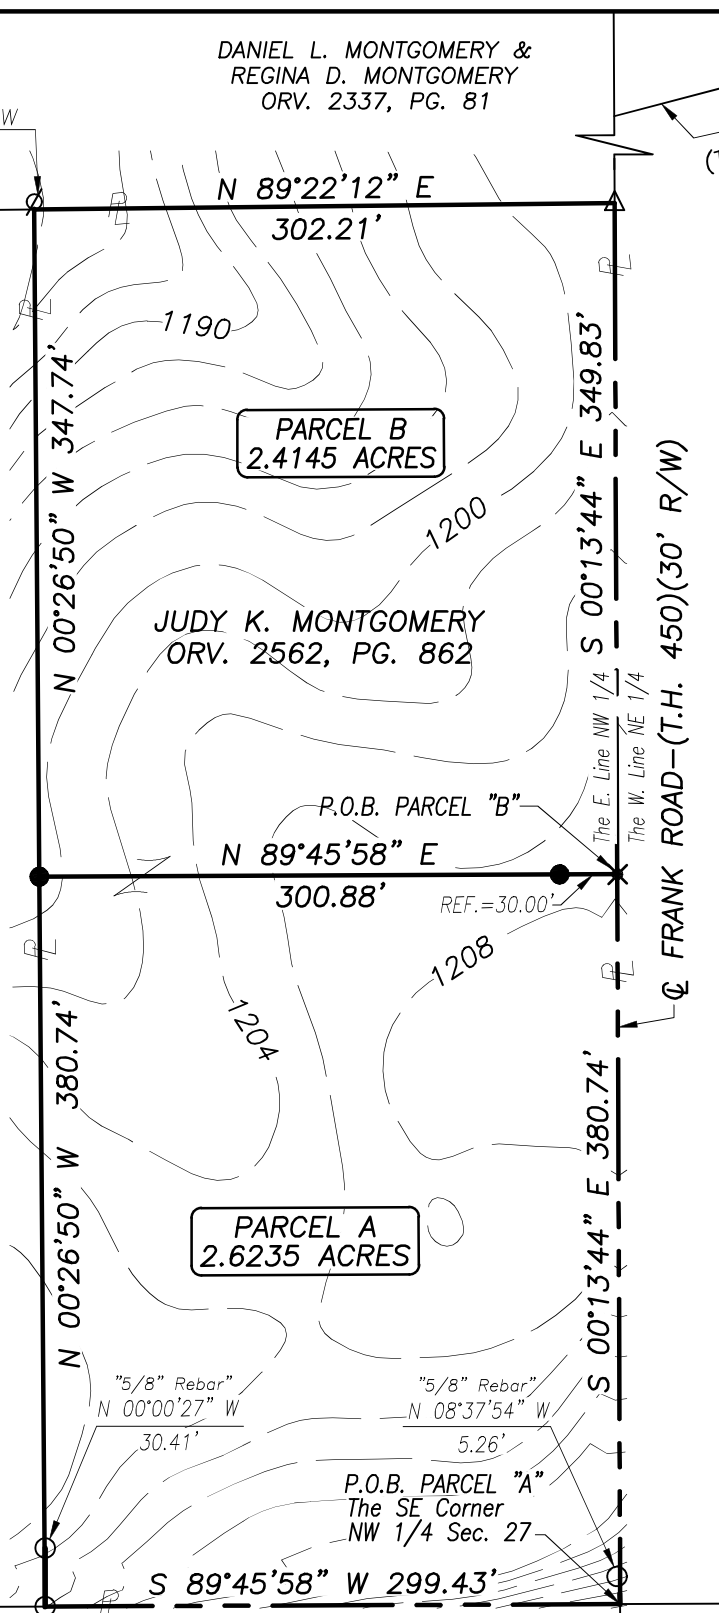 DANIEL L. MONTGOMERY &
REGINA D. MONTGOMERY
ORV. 2337, PG. 81
W
N 89°22'12" E
302.21'
1190
N 00°26'50" W 347.74'
S 00°13'44" E 349.83'
PARCEL B
2.4145 ACRES
1200
JUDY K. MONTGOMERY
ORV. 2562, PG. 862
The E. Line NW 1/4
The W. Line NE 1/4
℄ FRANK ROAD-(T.H. 450)(30' R/W)
P.O.B. PARCEL "B"
N 89°45'58" E
300.88'
REF.=30.00'
1208
1204
N 00°26'50" W 380.74'
S 00°13'44" E 380.74'
PARCEL A
2.6235 ACRES
"5/8" Rebar"
N 00°00'27" W
30.41'
"5/8" Rebar"
N 08°37'54" W
5.26'
P.O.B. PARCEL "A"
The SE Corner
NW 1/4 Sec. 27
S 89°45'58" W 299.43'